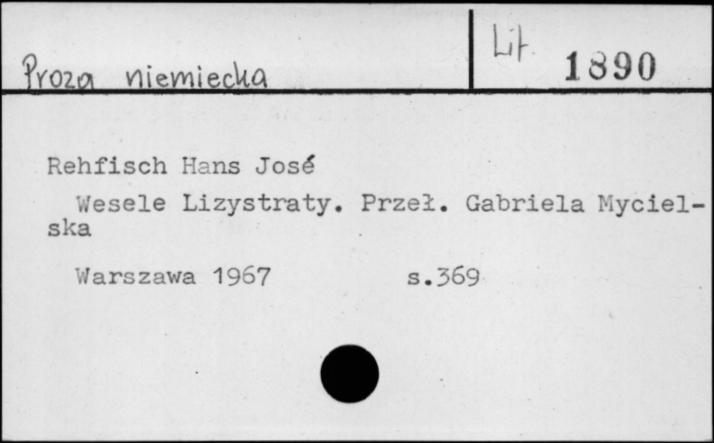 Proza niemiecka
Lit. 1890
Rehfisch Hans José
Wesele Lizystraty. Przeł. Gabriela Myciel-
ska
Warszawa 1967 s.369